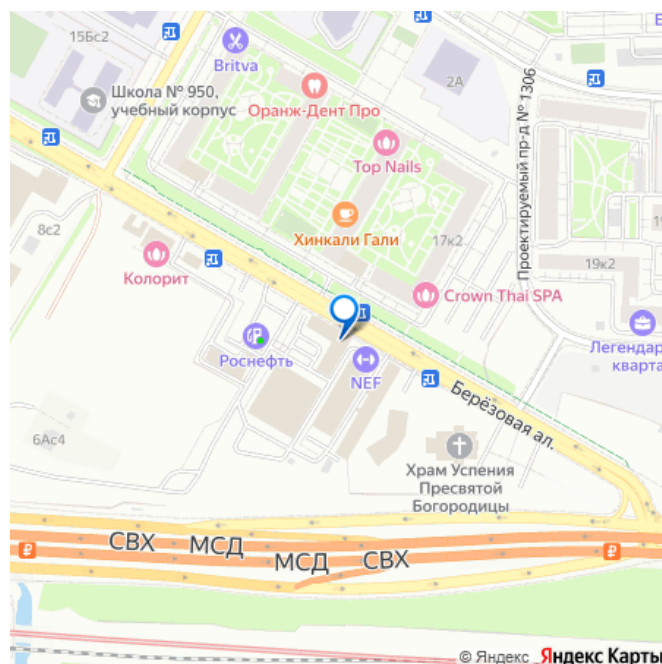 15Бс2
Britva
2А
Школа № 950,
учебный корпус
Оранж-Дент Про
Top Nails
Проектируемый пр-д № 1306
8с2
Хинкали Гали
17к2
19к2
Колорит
Crown Thai SPA
Роснефть
NEF
Легендар
кварта
Берёзовая ал.
6Ас4
Храм Успения
Пресвятой
Богородицы
СВХ
МСД
МСД
СВХ
© Яндекс Яндекс Карты